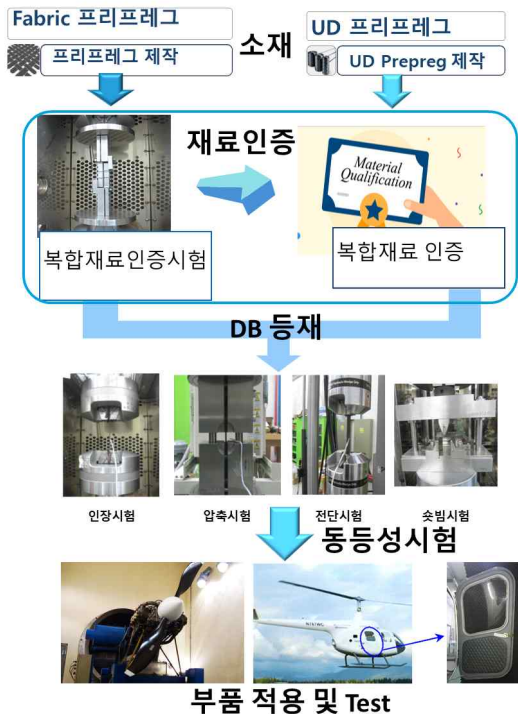 Fabric 프리프레그
프리프레그 제작
소재
UD 프리프레그
UD Prepreg 제작
재료인증
Material
Qualification
복합재료인증시험
복합재료 인증
DB 등재
인장시험
압축시험
전단시험
숏빔시험
동등성시험
부품 적용 및 Test